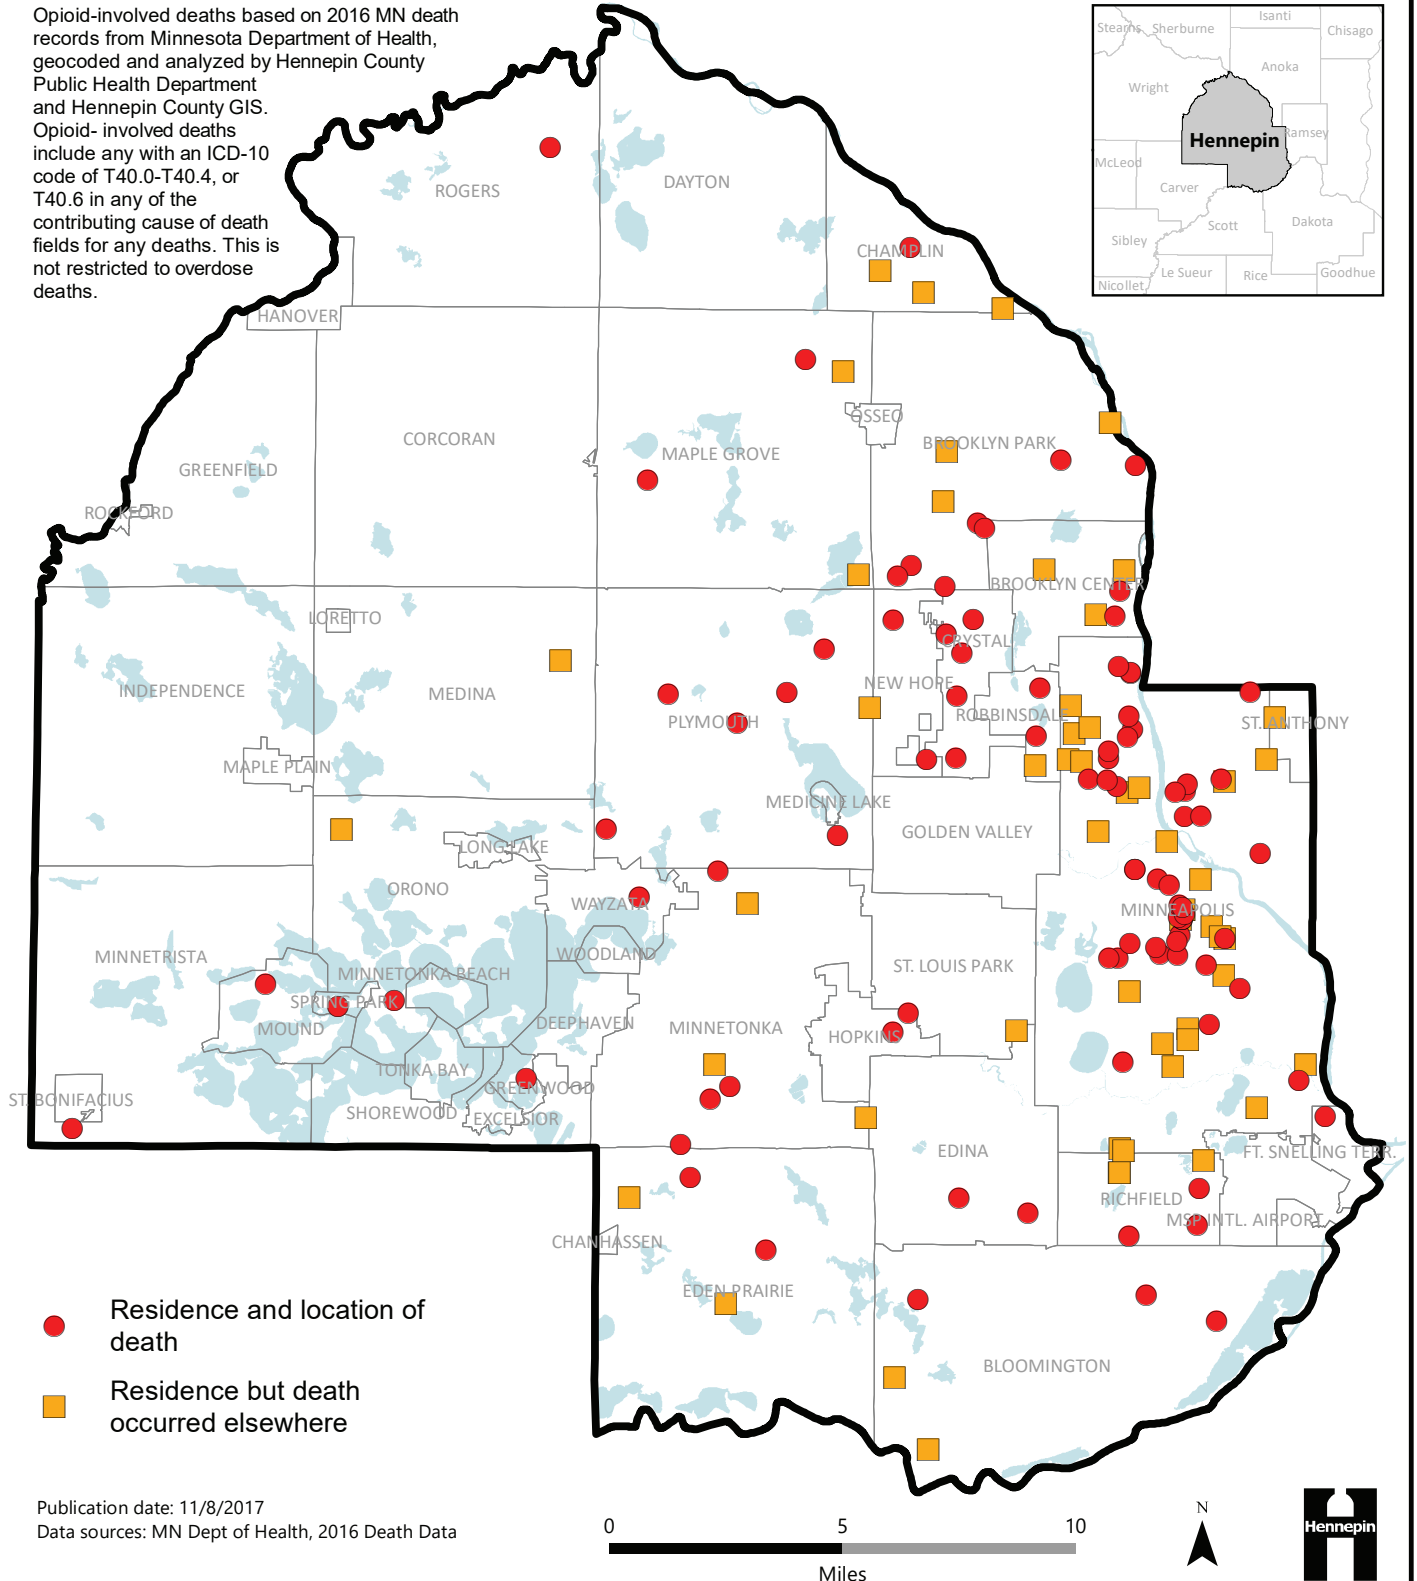 Opioid-involved deaths based on 2016 MN death
records from Minnesota Department of Health,
geocoded and analyzed by Hennepin County
Public Health Department
and Hennepin County GIS.
Opioid- involved deaths
include any with an ICD-10
code of T40.0-T40.4, or
T40.6 in any of the
contributing cause of death
fields for any deaths. This is
not restricted to overdose
deaths.
Isanti
Stearns
Sherburne
Chisago
Anoka
Wright
Ramsey
Hennepin
McLeod
Carver
Scott
Dakota
Sibley
Le Sueur
Rice
Goodhue
Nicollet
ROGERS
DAYTON
CHAMPLIN
HANOVER
OSSEO
CORCORAN
BROOKLYN PARK
MAPLE GROVE
GREENFIELD
ROCKFORD
BROOKLYN CENTER
LORETTO
CRYSTAL
NEW HOPE
INDEPENDENCE
MEDINA
ROBBINSDALE
PLYMOUTH
ST. ANTHONY
MAPLE PLAIN
MEDICINE LAKE
GOLDEN VALLEY
LONG LAKE
ORONO
WAYZATA
MINNEAPOLIS
MINNETRISTA
WOODLAND
ST. LOUIS PARK
MINNETONKA BEACH
SPRING PARK
MOUND
DEEPHAVEN
MINNETONKA
HOPKINS
TONKA BAY
GREENWOOD
ST. BONIFACIUS
SHOREWOOD
EXCELSIOR
EDINA
FT. SNELLING TERR.
RICHFIELD
MSP INTL. AIRPORT
CHANHASSEN
EDEN PRAIRIE
BLOOMINGTON
Residence and location of
death
Residence but death
occurred elsewhere
Publication date: 11/8/2017
Data sources: MN Dept of Health, 2016 Death Data
0 5 10
Miles
N
Hennepin